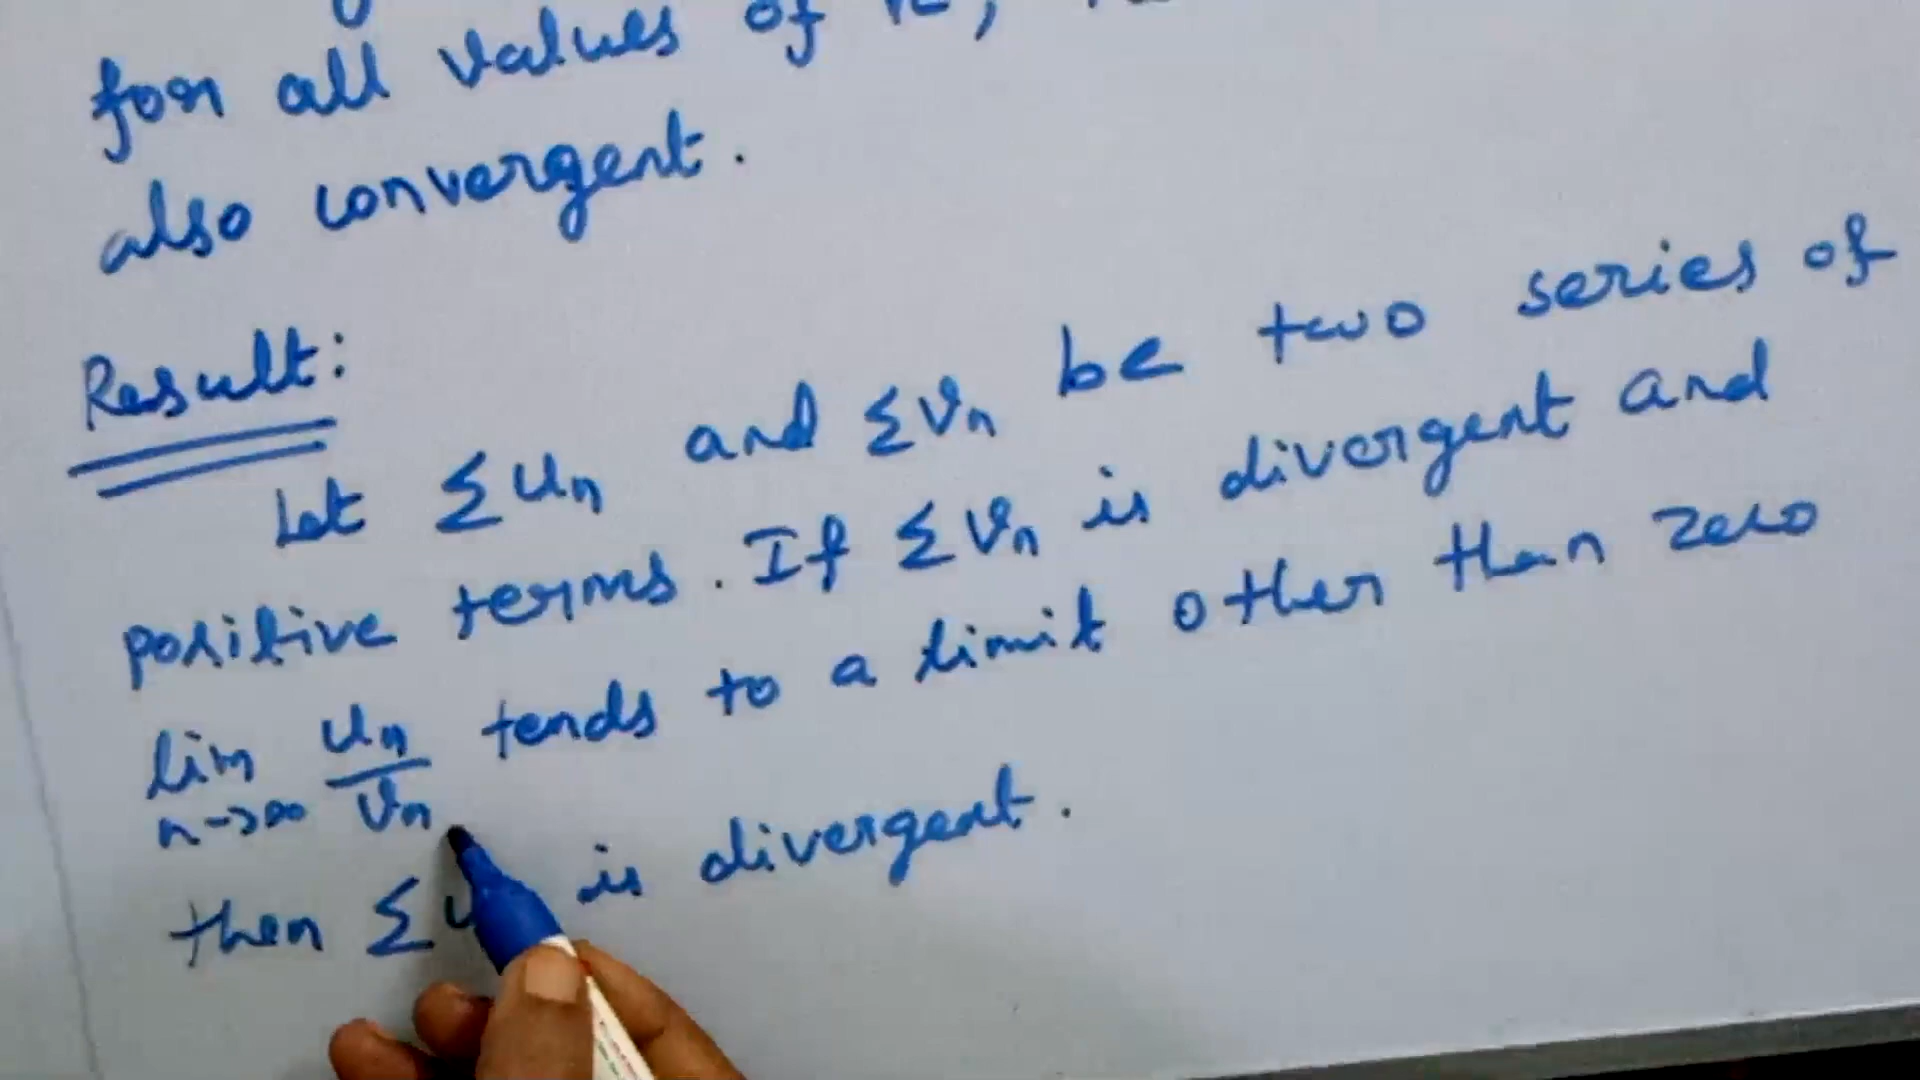 for all values of n,
also convergent.
Result:
Let Σun and Σvn be two series of
positive terms. If Σvn is divergent and
lim n→∞ un/vn tends to a limit other than zero
then Σu is divergent.